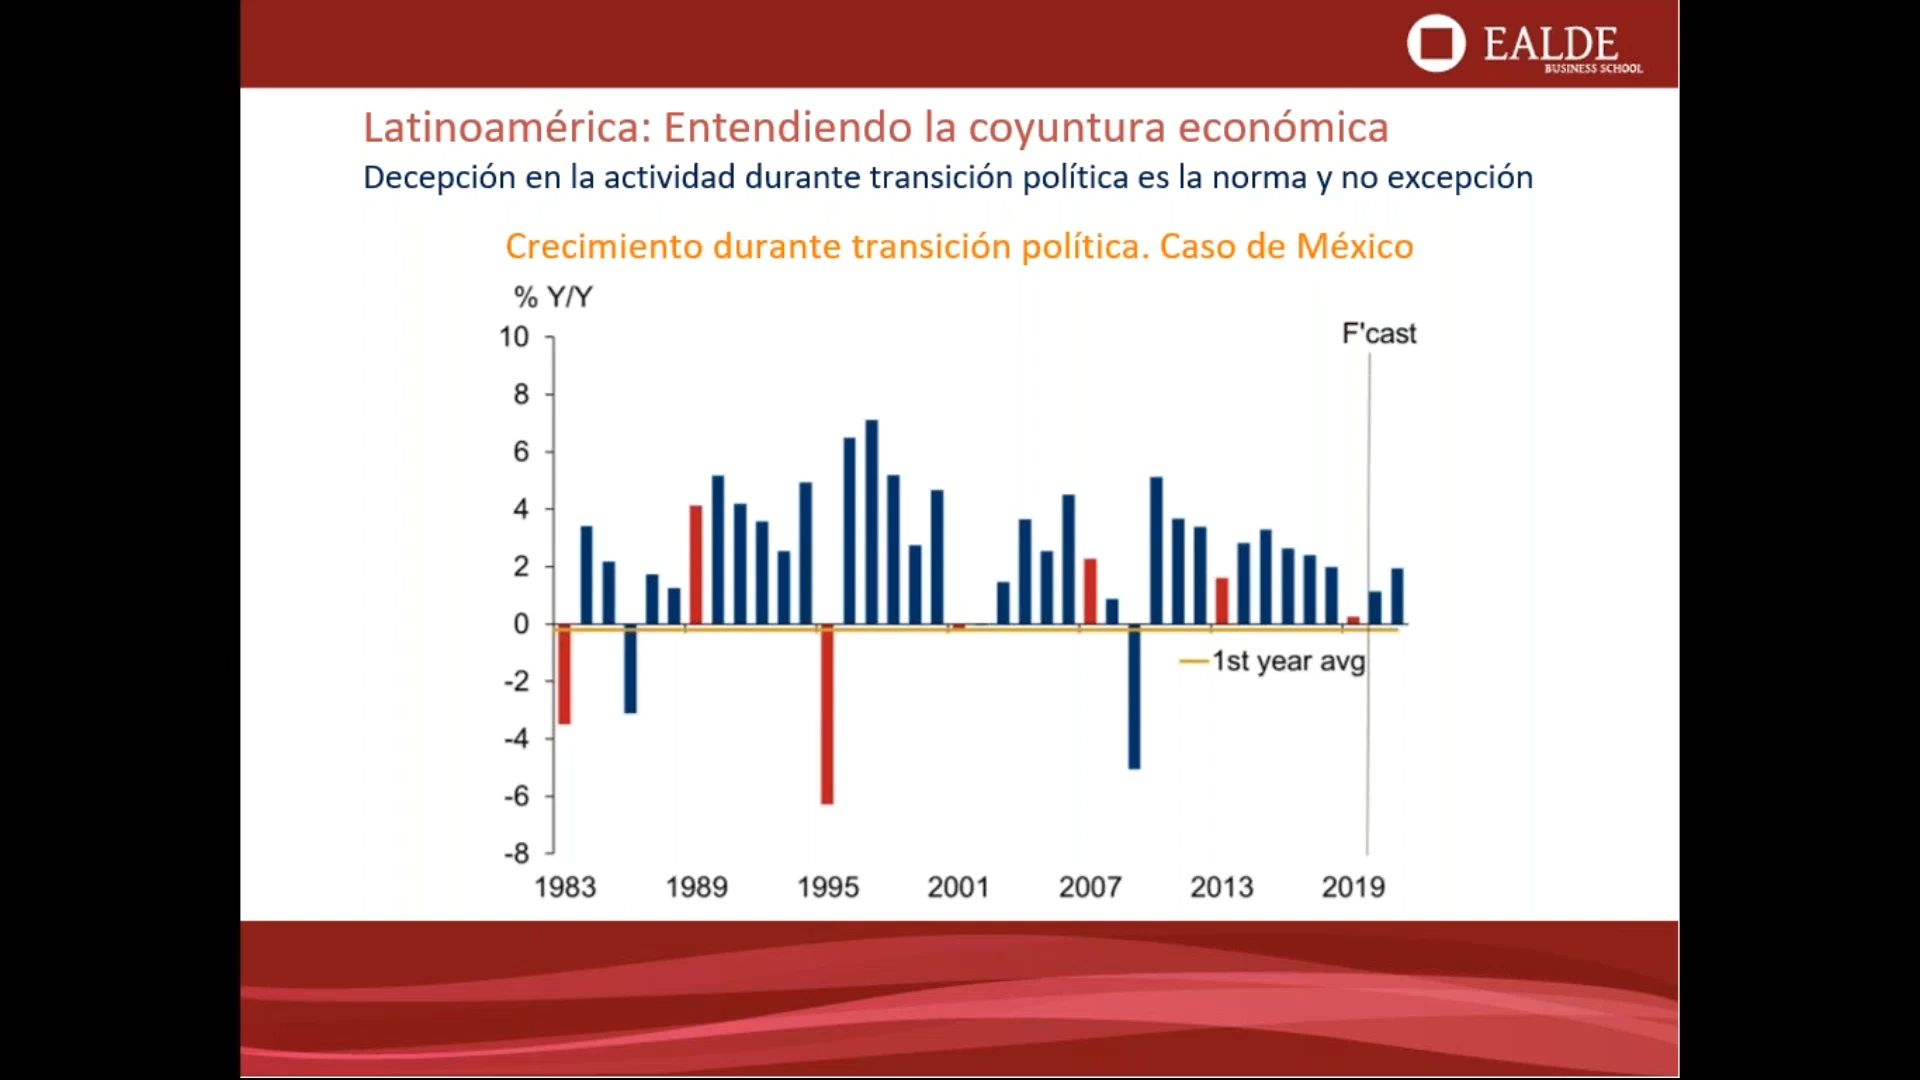 EALDE
BUSINESS SCHOOL
Latinoamérica: Entendiendo la coyuntura económica
Decepción en la actividad durante transición política es la norma y no excepción
Crecimiento durante transición política. Caso de México
% Y/Y
F'cast
10
8
6
4
2
0
-2
-4
-6
-8
1st year avg
1983 1989 1995 2001 2007 2013 2019